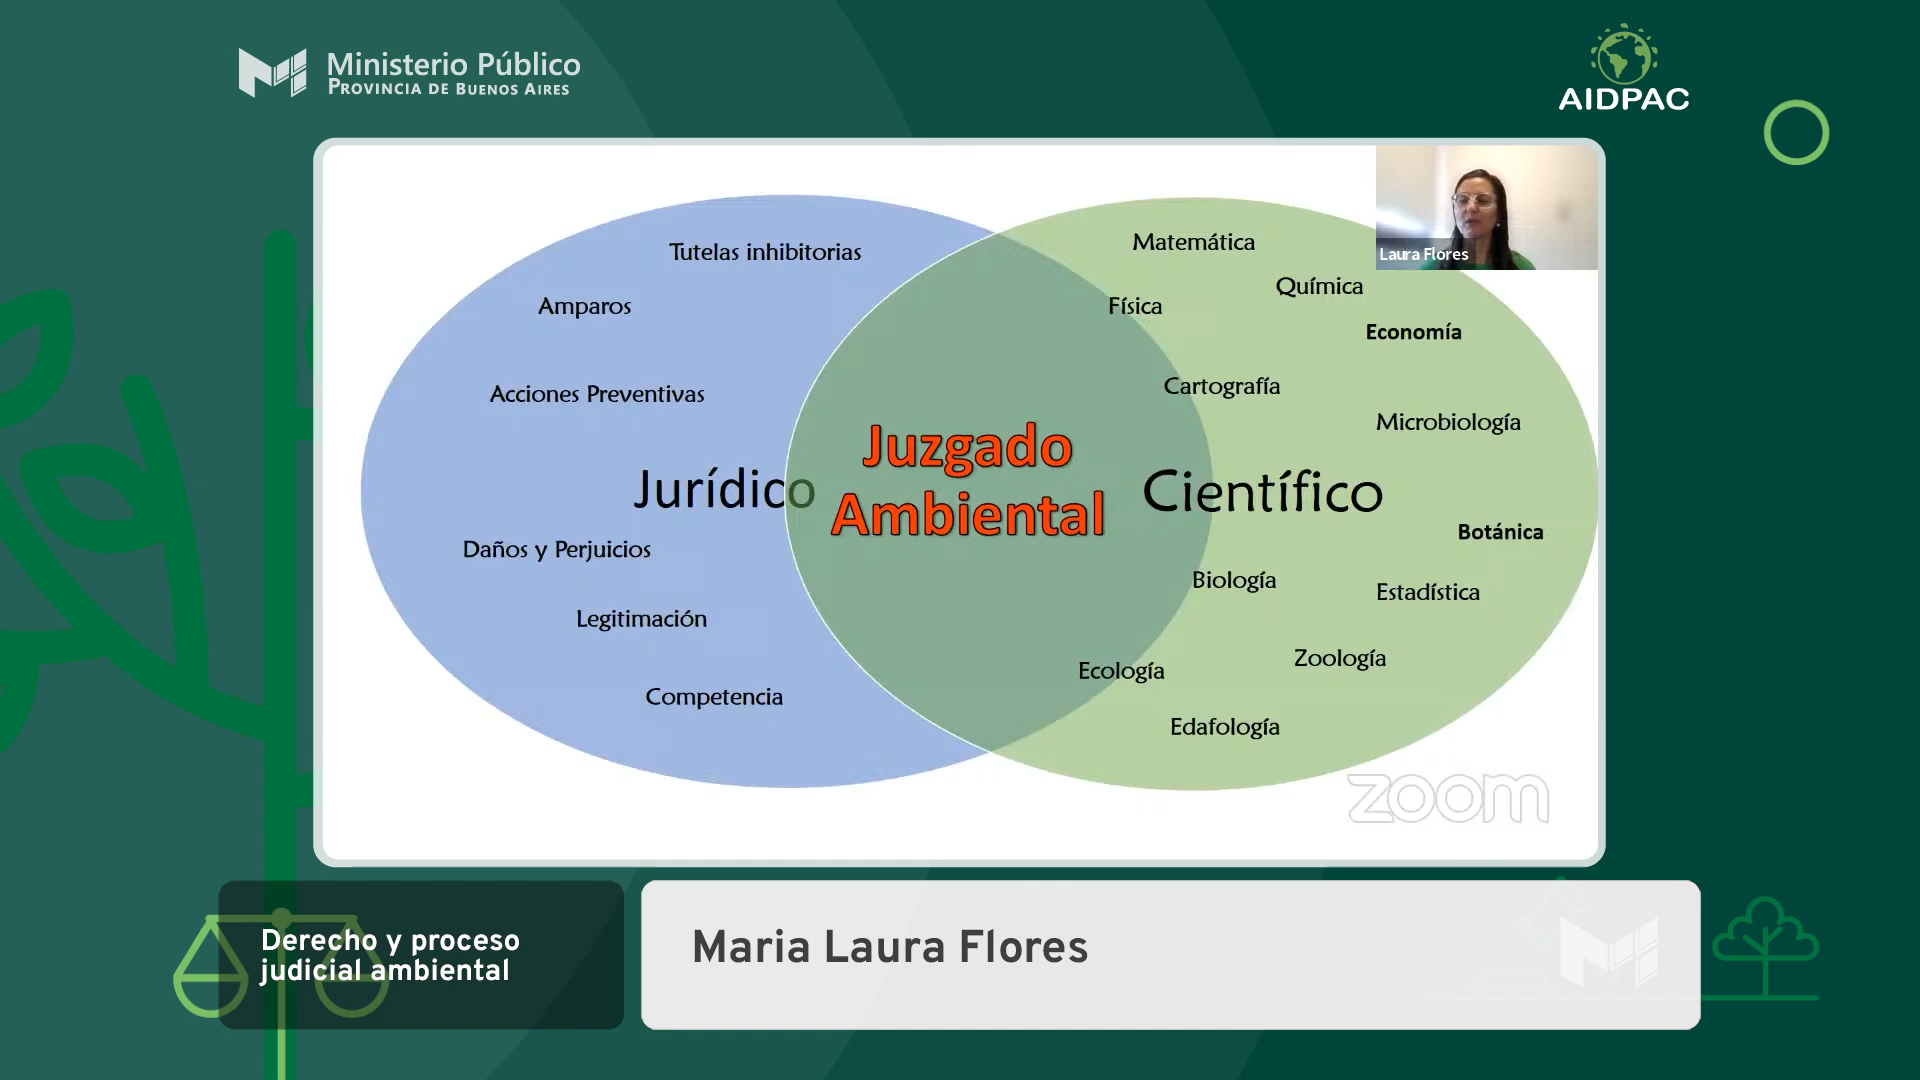 Ministerio Público
PROVINCIA DE BUENOS AIRES
AIDPAC
Laura Flores
Tutelas inhibitorias
Amparos
Acciones Preventivas
Jurídico
Daños y Perjuicios
Legitimación
Competencia
Juzgado
Ambiental
Matemática
Química
Física
Economía
Cartografía
Microbiología
Científico
Botánica
Biología
Estadística
Zoología
Ecología
Edafología
zoom
Derecho y proceso
judicial ambiental
Maria Laura Flores